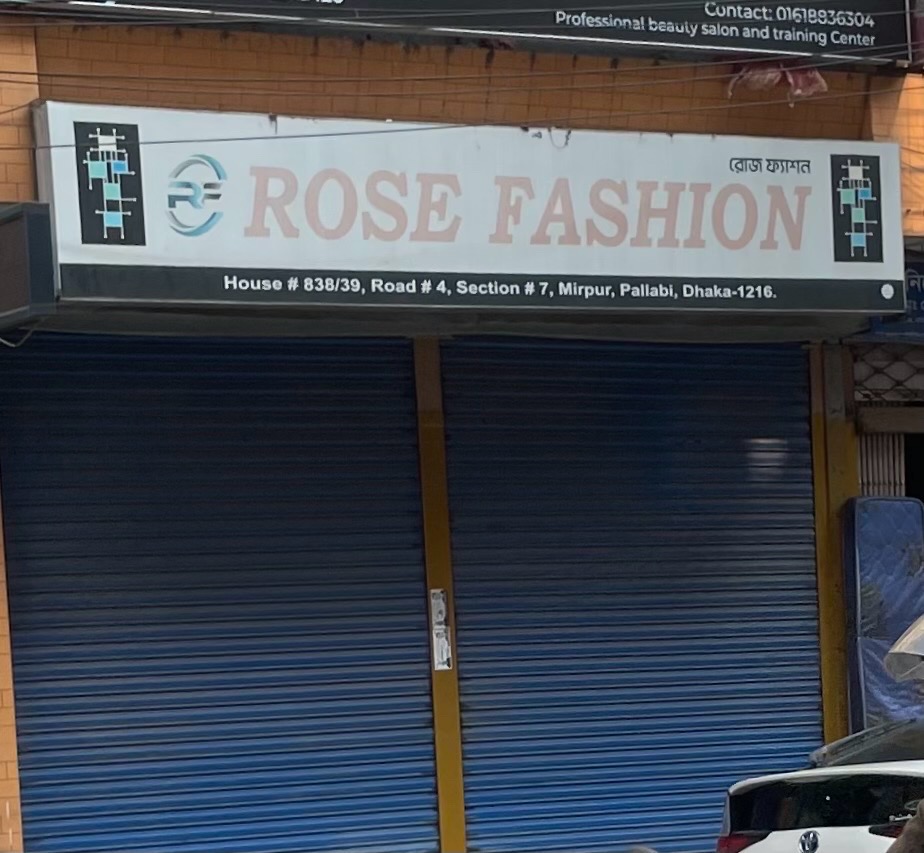 Contact: 01618836304
Professional beauty salon and training Center
রোজ ফ্যাশন
RF
ROSE FASHION
House # 838/39, Road # 4, Section # 7, Mirpur, Pallabi, Dhaka-1216.